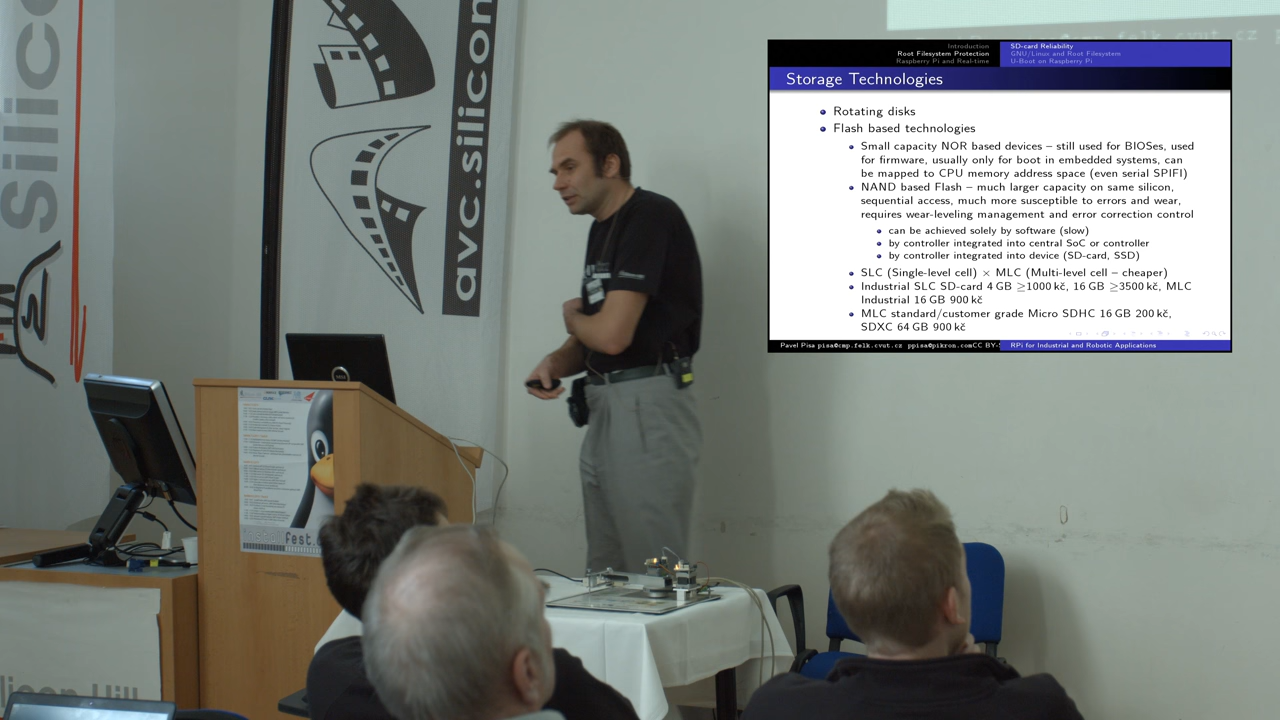 Silico
avc.silicon
Introduction
Root Filesystem Protection
Raspberry Pi and Real-time
SD-card Reliability
GNU/Linux and Root Filesystem
U-Boot on Raspberry Pi
Storage Technologies
Rotating disks
Flash based technologies
Small capacity NOR based devices – still used for BIOSes, used
for firmware, usually only for boot in embedded systems, can
be mapped to CPU memory address space (even serial SPIFI)
NAND based Flash – much larger capacity on same silicon,
sequential access, much more susceptible to errors and wear,
requires wear-leveling management and error correction control
can be achieved solely by software (slow)
by controller integrated into central SoC or controller
by controller integrated into device (SD-card, SSD)
SLC (Single-level cell) × MLC (Multi-level cell – cheaper)
Industrial SLC SD-card 4 GB ≥1000 kč, 16 GB ≥3500 kč, MLC
Industrial 16 GB 900 kč
MLC standard/customer grade Micro SDHC 16 GB 200 kč,
SDXC 64 GB 900 kč
Pavel Pisa pisa@cmp.felk.cvut.cz ppisa@pikron.comCC BY-
RPi for Industrial and Robotic Applications
fest.